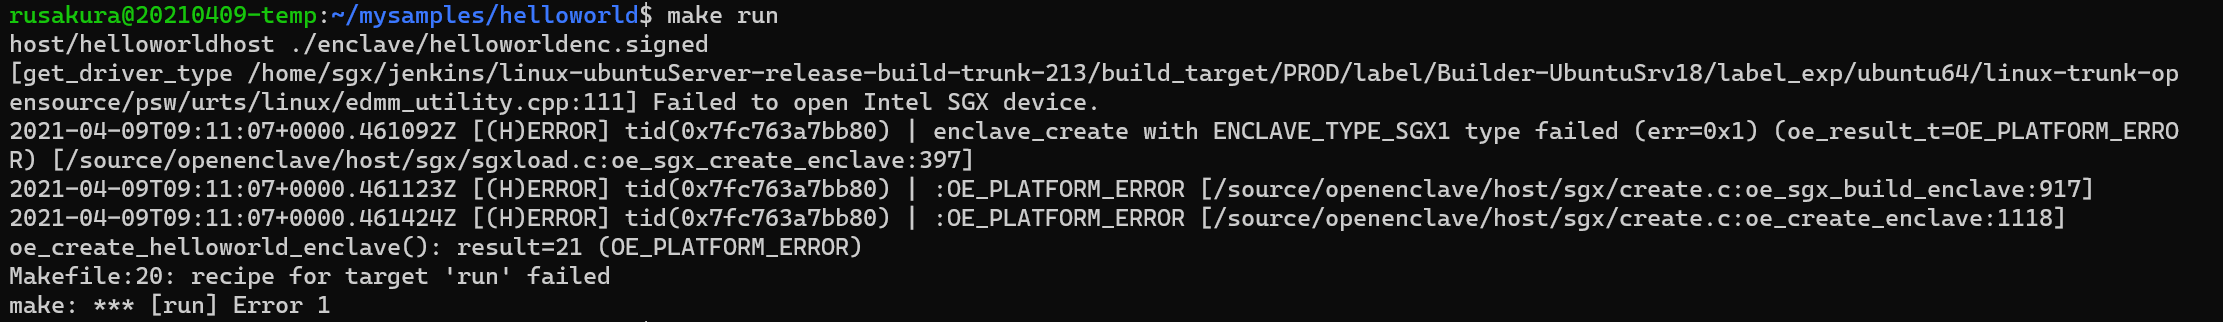 rusakura@20210409-temp:~/mysamples/helloworld$ make run
host/helloworldhost ./enclave/helloworldenc.signed
[get_driver_type /home/sgx/jenkins/linux-ubuntuServer-release-build-trunk-213/build_target/PROD/label/Builder-UbuntuSrv18/label_exp/ubuntu64/linux-trunk-op
ensource/psw/urts/linux/edmm_utility.cpp:111] Failed to open Intel SGX device.
2021-04-09T09:11:07+0000.461092Z [(H)ERROR] tid(0x7fc763a7bb80) | enclave_create with ENCLAVE_TYPE_SGX1 type failed (err=0x1) (oe_result_t=OE_PLATFORM_ERRO
R) [/source/openenclave/host/sgx/sgxload.c:oe_sgx_create_enclave:397]
2021-04-09T09:11:07+0000.461123Z [(H)ERROR] tid(0x7fc763a7bb80) | :OE_PLATFORM_ERROR [/source/openenclave/host/sgx/create.c:oe_sgx_build_enclave:917]
2021-04-09T09:11:07+0000.461424Z [(H)ERROR] tid(0x7fc763a7bb80) | :OE_PLATFORM_ERROR [/source/openenclave/host/sgx/create.c:oe_create_enclave:1118]
oe_create_helloworld_enclave(): result=21 (OE_PLATFORM_ERROR)
Makefile:20: recipe for target 'run' failed
make: *** [run] Error 1